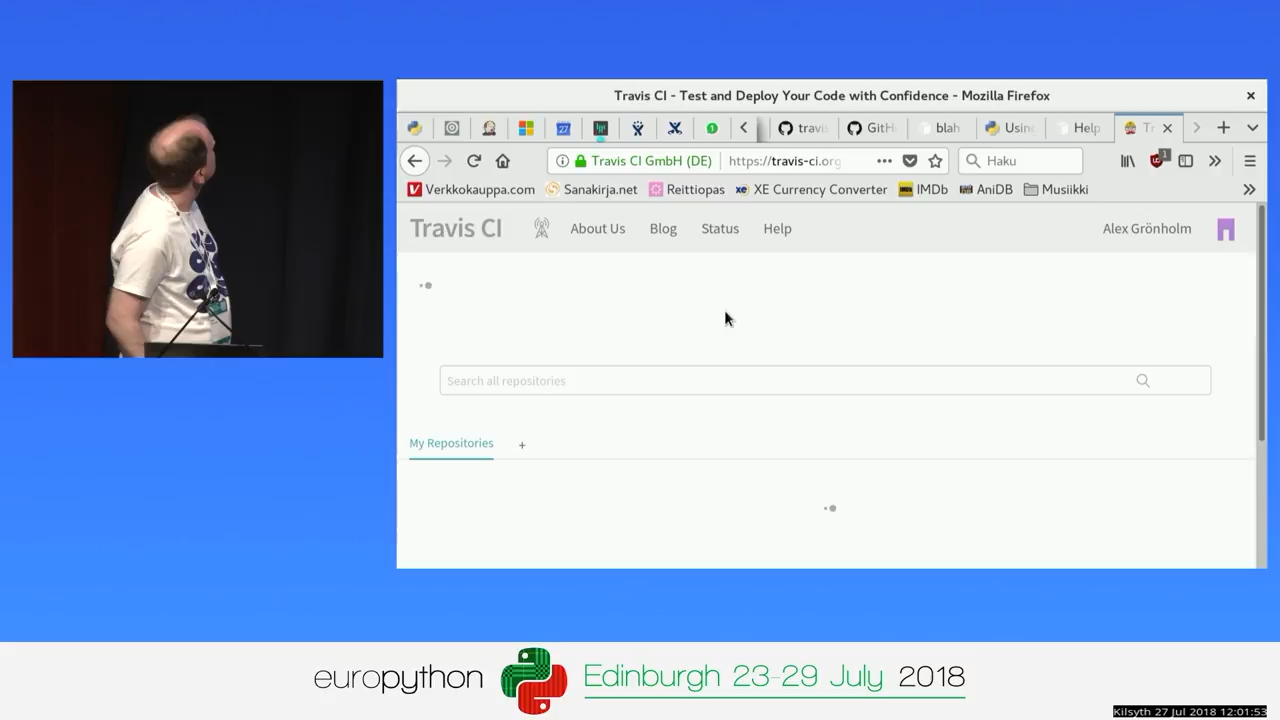 Travis CI - Test and Deploy Your Code with Confidence - Mozilla Firefox
27
travis
GitH
blah
Usin
Help
Tr
Travis CI GmbH (DE)
https://travis-ci.org
Haku
1
Verkkokauppa.com
Sanakirja.net
Reittiopas
XE Currency Converter
IMDb
AniDB
Musiikki
Travis CI
About Us
Blog
Status
Help
Alex Grönholm
Search all repositories
My Repositories +
europython
Edinburgh 23-29 July 2018
Kilsyth 27 Jul 2018 12:01:53